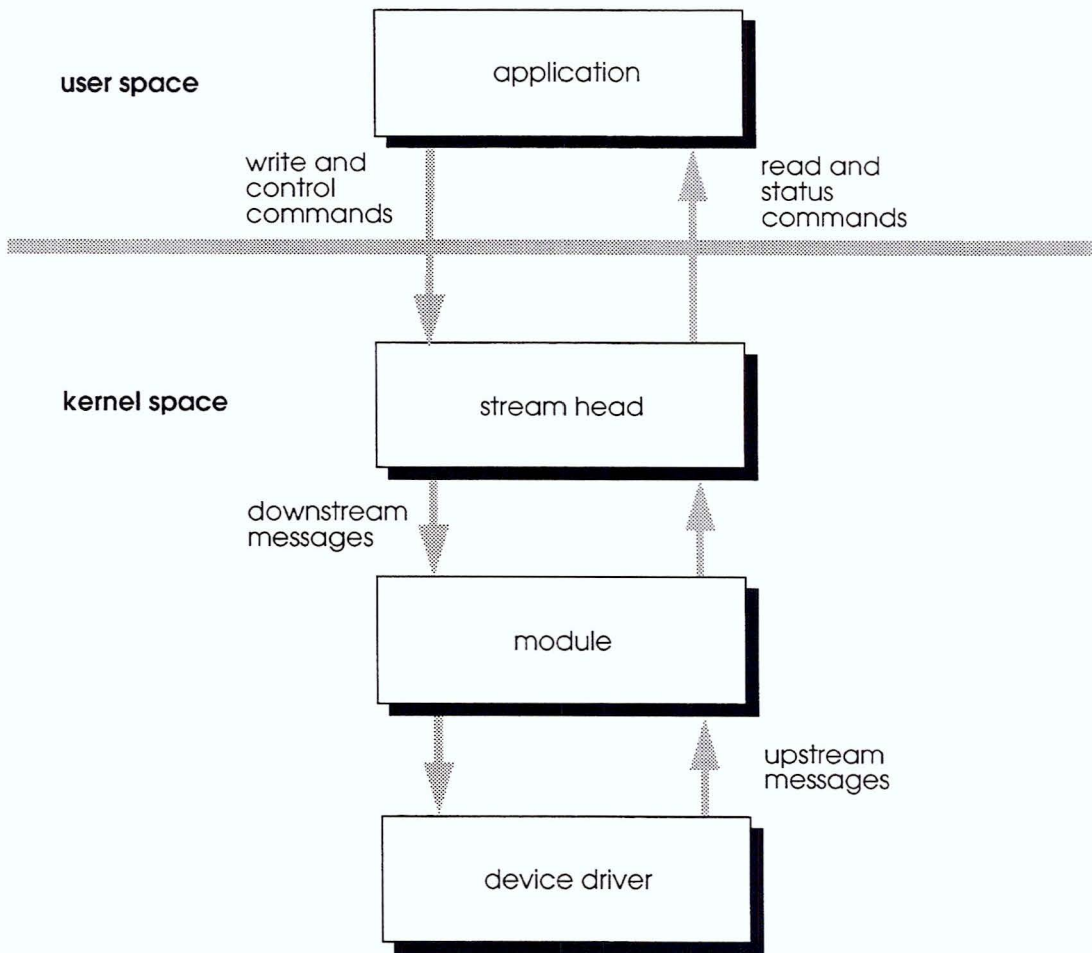 application
user space
write and
control
commands
read and
status
commands
stream head
kernel space
downstream
messages
module
upstream
messages
device driver